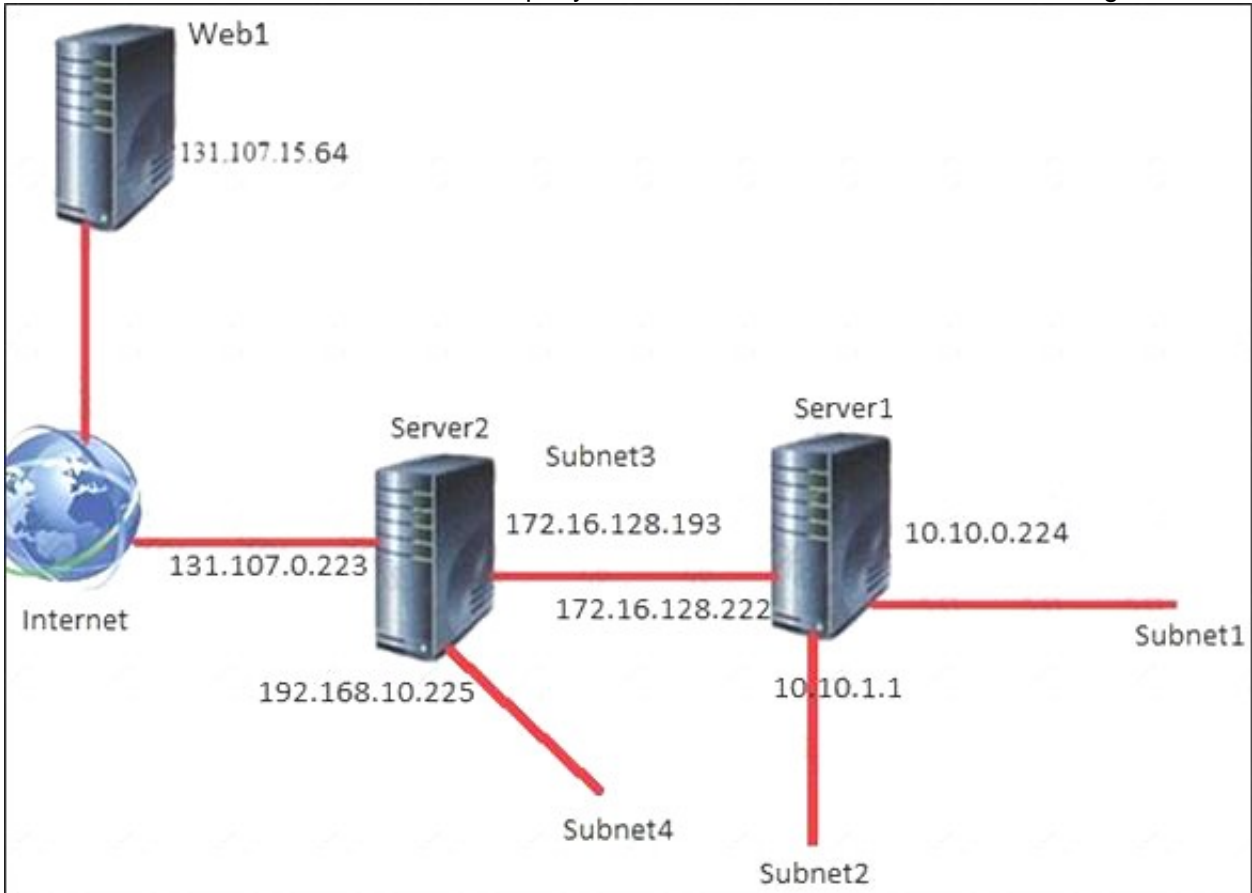 Web1
131.107.15.64
Server2
Subnet3
Server1
172.16.128.193
10.10.0.224
131.107.0.223
172.16.128.222
Internet
Subnet1
192.168.10.225
10.10.1.1
Subnet4
Subnet2